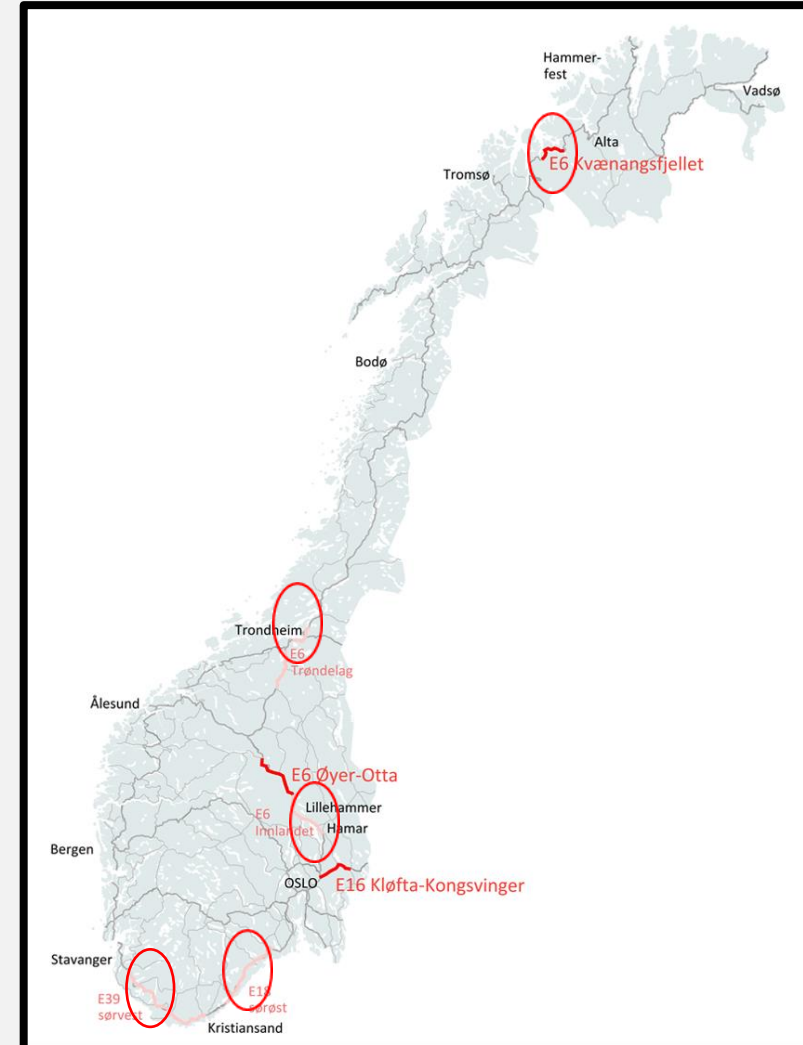 Hammer-
fest
Vadsø
Alta
E6 Kvænangsfjellet
Tromsø
Bodø
Trondheim
E6
Trøndelag
Ålesund
E6 Øyer-Otta
Lillehammer
E6
Innlandet
Hamar
Bergen
OSLO
E16 Kløfta-Kongsvinger
Stavanger
E39
sørvest
E18
sørøst
Kristiansand